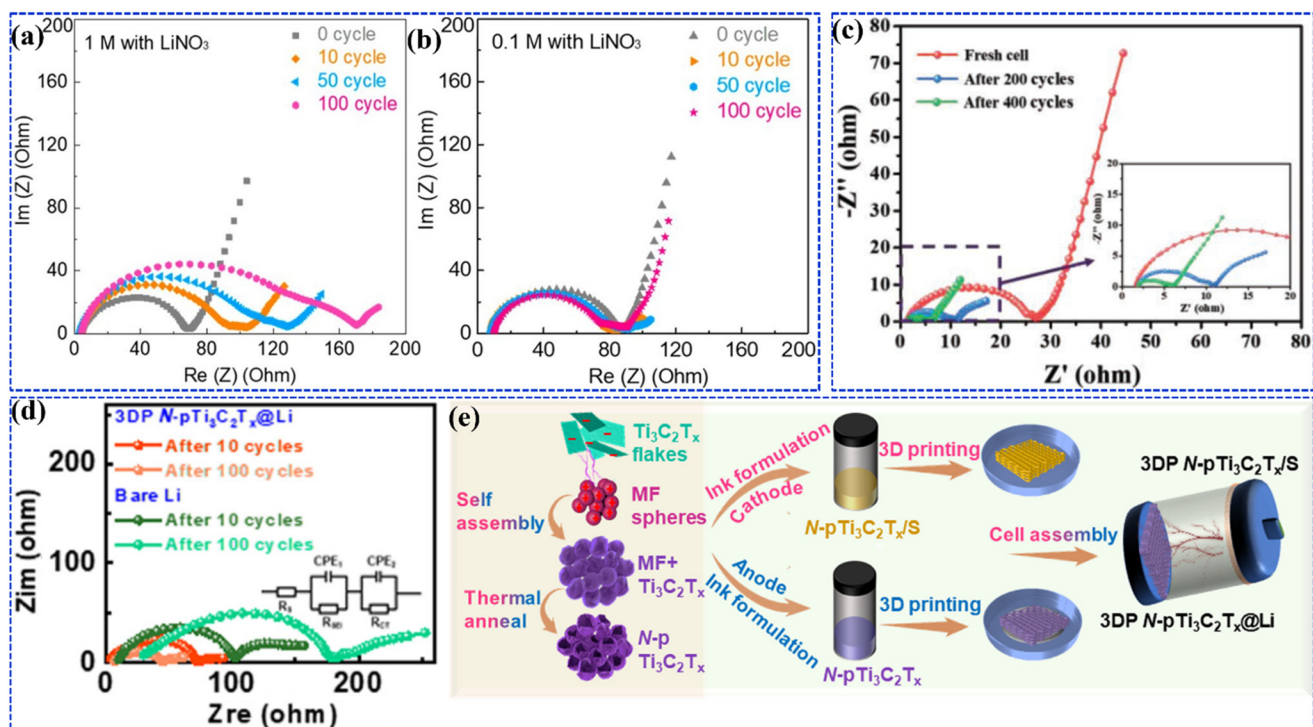 (a)
1 M with LiNO₃
0 cycle
10 cycle
50 cycle
100 cycle
Im (Z) (Ohm)
200
160
120
80
40
0
0 40 80 120 160 200
Re (Z) (Ohm)
(b)
0.1 M with LiNO₃
0 cycle
10 cycle
50 cycle
100 cycle
Im (Z) (Ohm)
200
160
120
80
40
0
0 40 80 120 160 200
Re (Z) (Ohm)
(c)
Fresh cell
After 200 cycles
After 400 cycles
-Z'' (ohm)
80
70
60
50
40
30
20
10
0
0 10 20 30 40 50 60 70 80
Z' (ohm)
-Z'' (ohm)
20
15
10
5
0
0 5 10 15 20
Z' (ohm)
(d)
3DP N-pTi₃C₂Tₓ@Li
After 10 cycles
After 100 cycles
Bare Li
After 10 cycles
After 100 cycles
CPE₁ CPE₂
Rₛ
R_CT
Zim (ohm)
200
100
0
0 100 200
Zre (ohm)
(e)
Ti₃C₂Tₓ
flakes
Self
assembly
MF
spheres
MF+
Ti₃C₂Tₓ
Thermal
anneal
N-p
Ti₃C₂Tₓ
Ink formulation
Cathode
N-pTi₃C₂Tₓ/S
3D printing
Anode
Ink formulation
N-pTi₃C₂Tₓ
3D printing
Cell assembly
3DP N-pTi₃C₂Tₓ/S
3DP N-pTi₃C₂Tₓ@Li